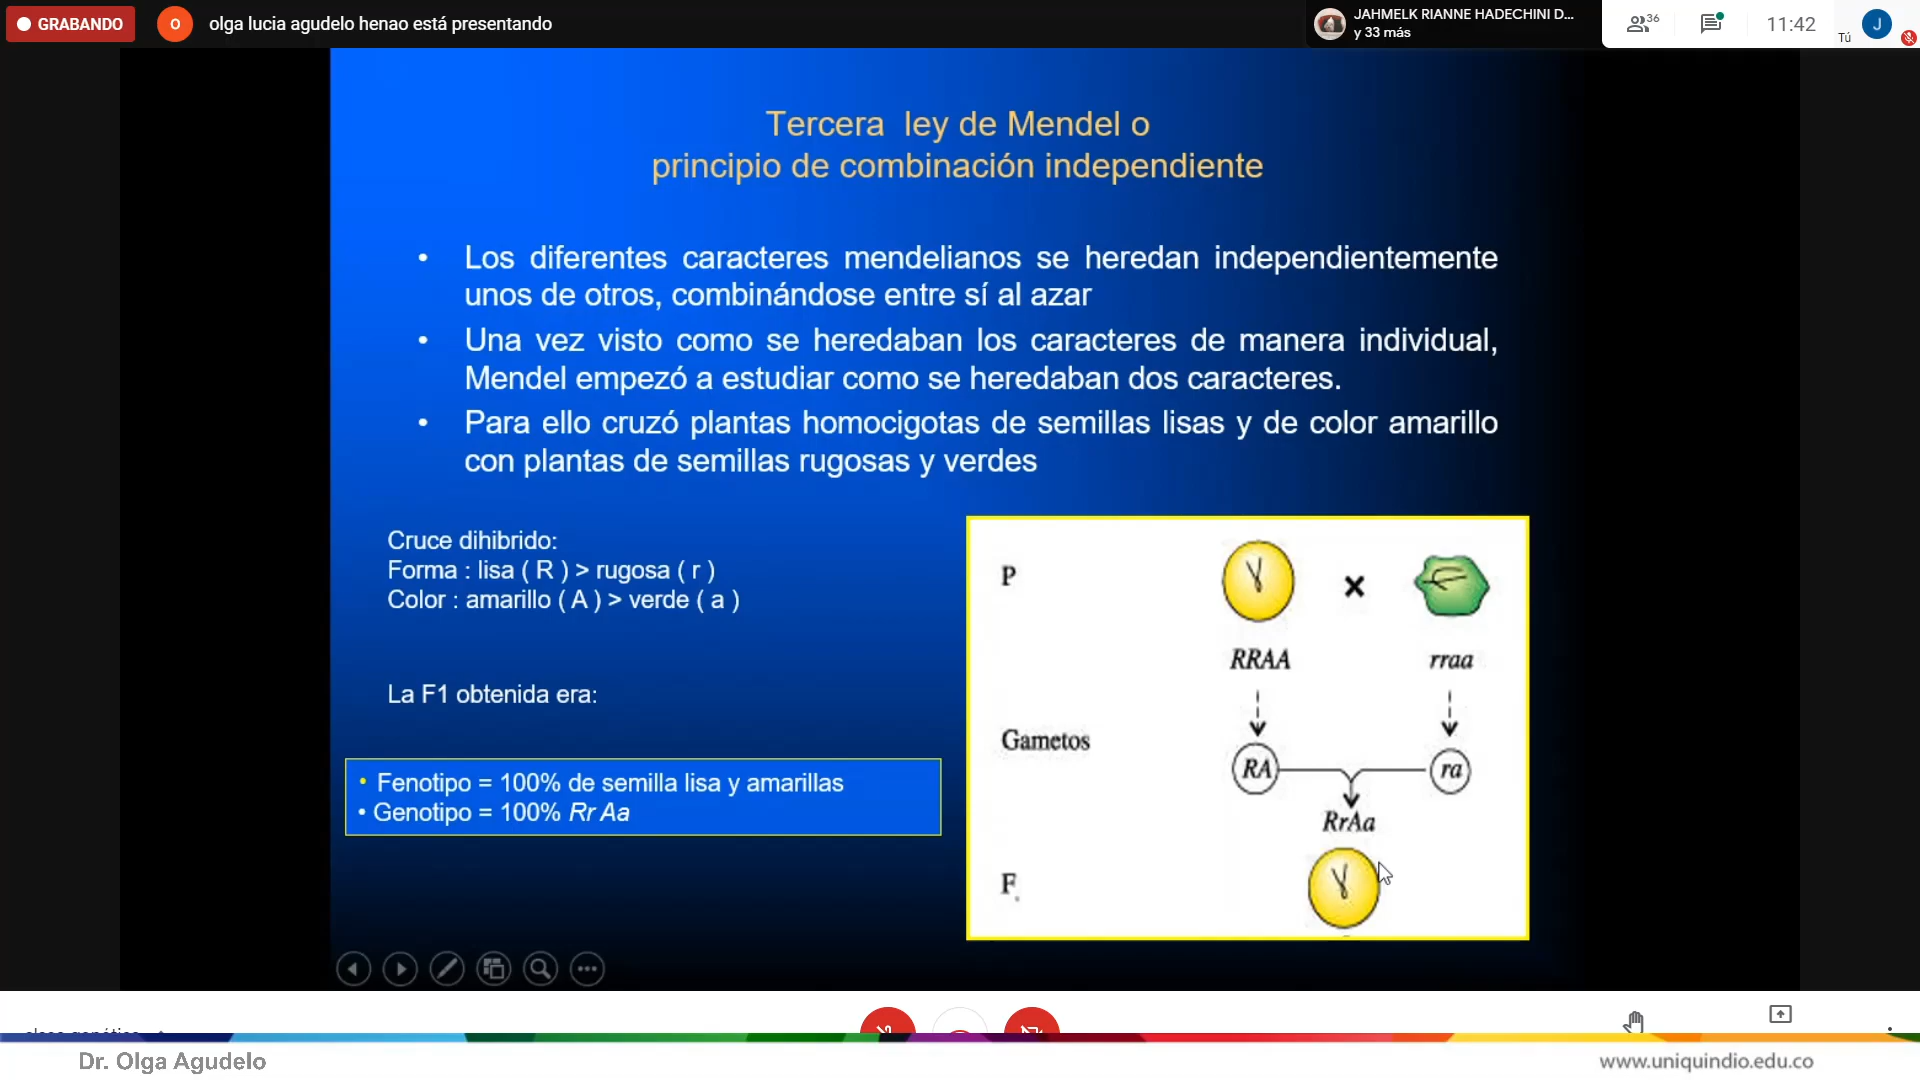 GRABANDO
O
olga lucia agudelo henao está presentando
JAHMELK RIANNE HADECHINI D...
y 33 más
36
11:42
Tú
J
Tercera ley de Mendel o
principio de combinación independiente
• Los diferentes caracteres mendelianos se heredan independientemente
unos de otros, combinándose entre sí al azar
• Una vez visto como se heredaban los caracteres de manera individual,
Mendel empezó a estudiar como se heredaban dos caracteres.
• Para ello cruzó plantas homocigotas de semillas lisas y de color amarillo
con plantas de semillas rugosas y verdes
Cruce dihibrido:
Forma : lisa ( R ) > rugosa ( r )
Color : amarillo ( A ) > verde ( a )
La F1 obtenida era:
• Fenotipo = 100% de semilla lisa y amarillas
• Genotipo = 100% Rr Aa
P
×
RRAA
rraa
Gametos
RA
ra
RrAa
F
Dr. Olga Agudelo
www.uniquindio.edu.co